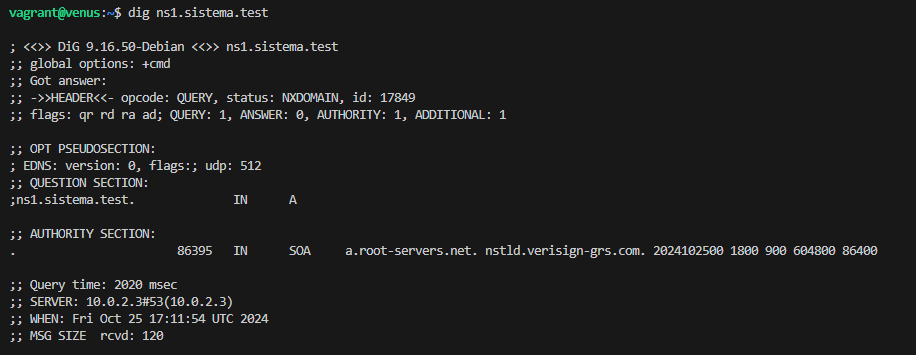 vagrant@venus:~$ dig ns1.sistema.test
; <<>> DiG 9.16.50-Debian <<>> ns1.sistema.test
;; global options: +cmd
;; Got answer:
;; ->>HEADER<<- opcode: QUERY, status: NXDOMAIN, id: 17849
;; flags: qr rd ra ad; QUERY: 1, ANSWER: 0, AUTHORITY: 1, ADDITIONAL: 1
;; OPT PSEUDOSECTION:
; EDNS: version: 0, flags:; udp: 512
;; QUESTION SECTION:
;ns1.sistema.test. IN A
;; AUTHORITY SECTION:
. 86395 IN SOA a.root-servers.net. nstld.verisign-grs.com. 2024102500 1800 900 604800 86400
;; Query time: 2020 msec
;; SERVER: 10.0.2.3#53(10.0.2.3)
;; WHEN: Fri Oct 25 17:11:54 UTC 2024
;; MSG SIZE rcvd: 120